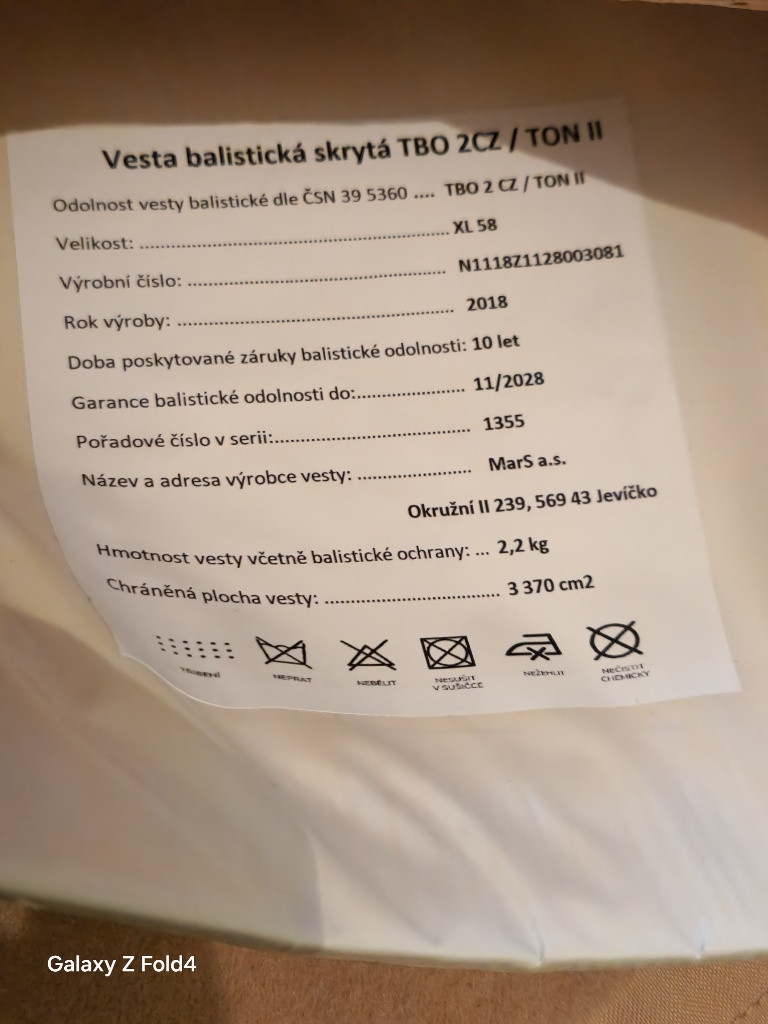 Vesta balistická skrytá TBO 2CZ / TON II
Odolnost vesty balistické dle ČSN 39 5360 .... TBO 2 CZ / TON II
Velikost: ........................................................ XL 58
Výrobní číslo: .............................................. N1118Z1128003081
Rok výroby: ................................................. 2018
Doba poskytované záruky balistické odolnosti: 10 let
Garance balistické odolnosti do:................... 11/2028
Pořadové číslo v serii:................................... 1355
Název a adresa výrobce vesty: .................... MarS a.s.
Okružní II 239, 569 43 Jevíčko
Hmotnost vesty včetně balistické ochrany: ... 2,2 kg
Chráněná plocha vesty: ............................... 3 370 cm2
NEPRAT
NEBĚLIT
NESUŠIT
V SUŠIČCE
NEŽEHLIT
NEČISTIT
CHEMICKY
Galaxy Z Fold4